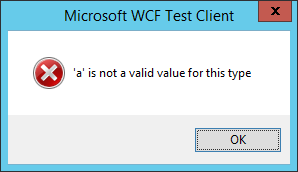 Microsoft WCF Test Client
x
'a' is not a valid value for this type
OK